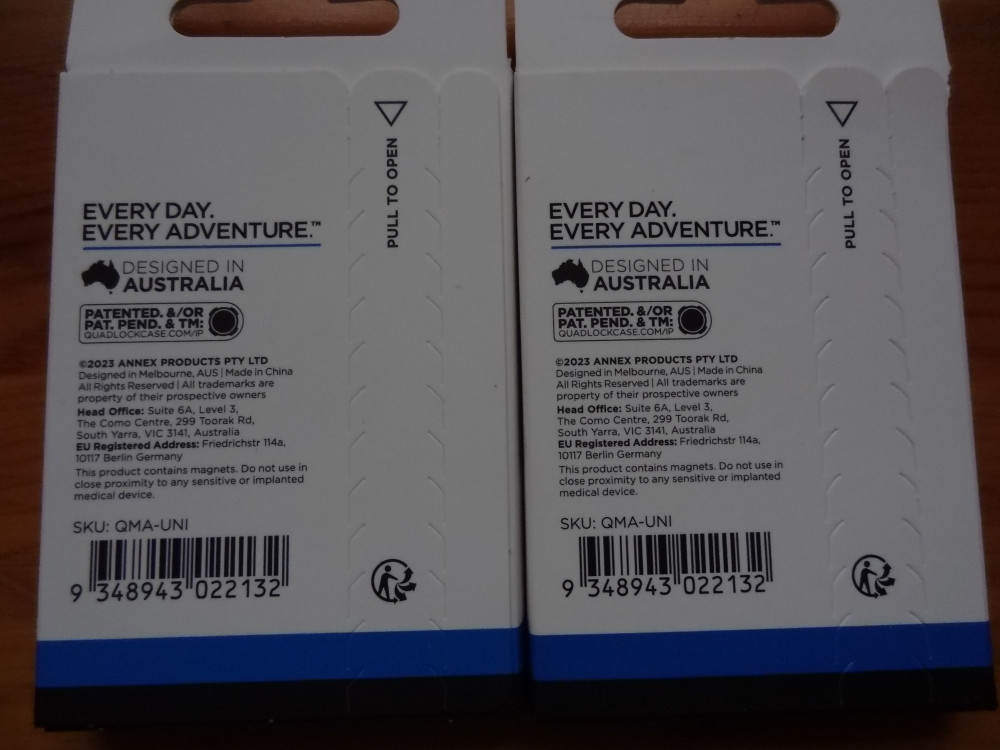 PULL TO OPEN
EVERY DAY.
EVERY ADVENTURE.™
DESIGNED IN
AUSTRALIA
PATENTED. &/OR
PAT. PEND. & TM:
QUADLOCKCASE.COM/IP
©2023 ANNEX PRODUCTS PTY LTD
Designed in Melbourne, AUS | Made in China
All Rights Reserved | All trademarks are
property of their prospective owners
Head Office: Suite 6A, Level 3,
The Como Centre, 299 Toorak Rd,
South Yarra, VIC 3141, Australia
EU Registered Address: Friedrichstr 114a,
10117 Berlin Germany
This product contains magnets. Do not use in
close proximity to any sensitive or implanted
medical device.
SKU: QMA-UNI
9 348943 022132
PULL TO OPEN
EVERY DAY.
EVERY ADVENTURE.™
DESIGNED IN
AUSTRALIA
PATENTED. &/OR
PAT. PEND. & TM:
QUADLOCKCASE.COM/IP
©2023 ANNEX PRODUCTS PTY LTD
Designed in Melbourne, AUS | Made in China
All Rights Reserved | All trademarks are
property of their prospective owners
Head Office: Suite 6A, Level 3,
The Como Centre, 299 Toorak Rd,
South Yarra, VIC 3141, Australia
EU Registered Address: Friedrichstr 114a,
10117 Berlin Germany
This product contains magnets. Do not use in
close proximity to any sensitive or implanted
medical device.
SKU: QMA-UNI
9 348943 022132